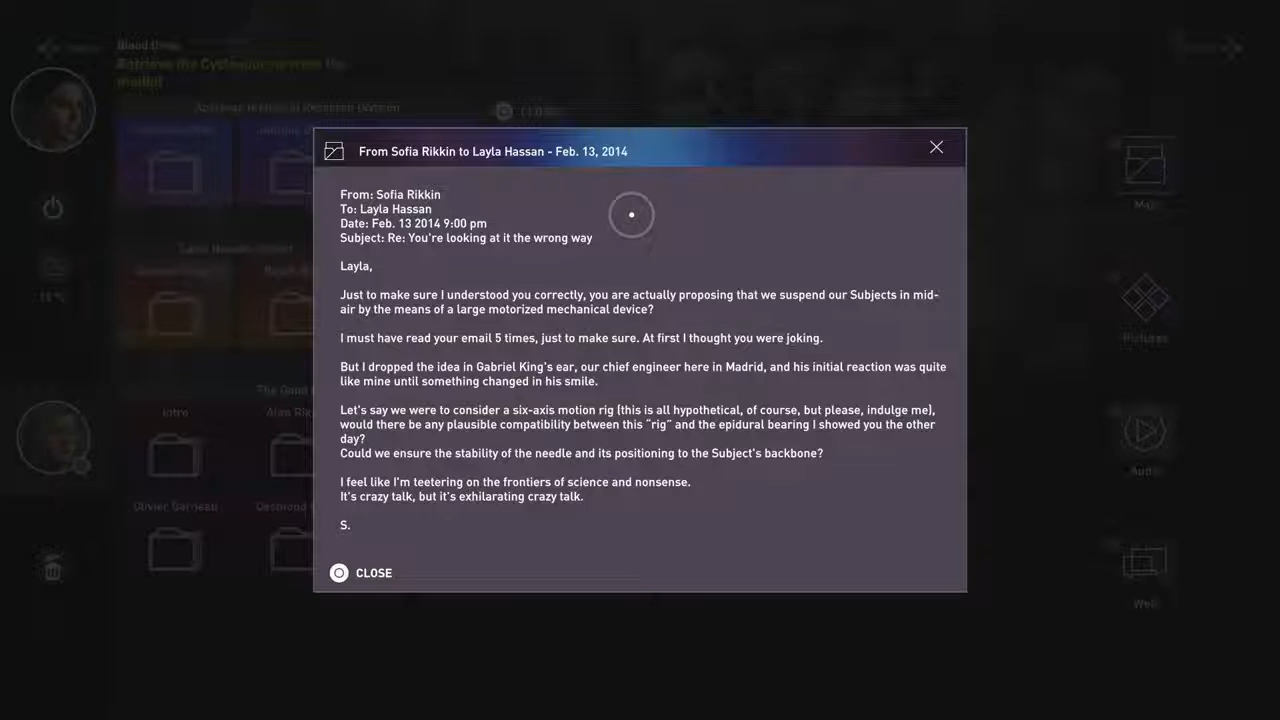 Blood
Retrieve the
From Sofia Rikkin to Layla Hassan - Feb. 13, 2014
From: Sofia Rikkin
To: Layla Hassan
Date: Feb. 13 2014 9:00 pm
Subject: Re: You're looking at it the wrong way
Layla,
Just to make sure I understood you correctly, you are actually proposing that we suspend our Subjects in mid-
air by the means of a large motorized mechanical device?
I must have read your email 5 times, just to make sure. At first I thought you were joking.
But I dropped the idea in Gabriel King's ear, our chief engineer here in Madrid, and his initial reaction was quite
like mine until something changed in his smile.
Let's say we were to consider a six-axis motion rig (this is all hypothetical, of course, but please, indulge me),
would there be any plausible compatibility between this "rig" and the epidural bearing I showed you the other
day?
Could we ensure the stability of the needle and its positioning to the Subject's backbone?
I feel like I'm teetering on the frontiers of science and nonsense.
It's crazy talk, but it's exhilarating crazy talk.
S.
CLOSE
The
Intro
Alan
Olivier Garneau
Desmond
Pictures
Audio